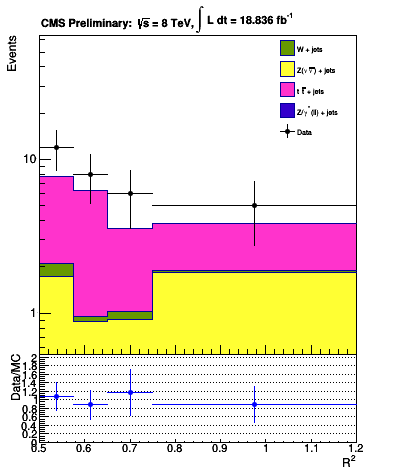 CMS Preliminary: √s = 8 TeV, ∫ L dt = 18.836 fb⁻¹
Events
W + jets
Z(ν ν̅) + jets
t t̅ + jets
Z/γ*(ll) + jets
Data
10
1
Data/MC
2
1.8
1.6
1.4
1.2
1
0.8
0.6
0.4
0.2
0
0.5 0.6 0.7 0.8 0.9 1 1.1 1.2
R²